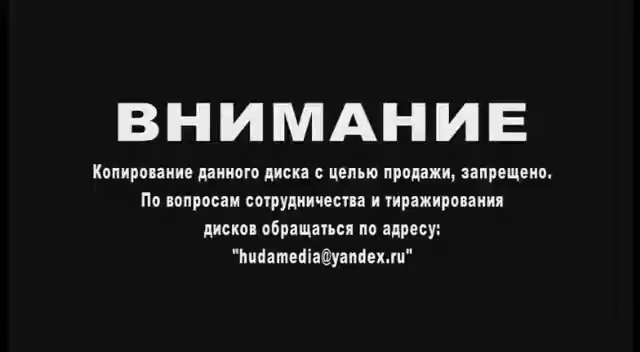 ВНИМАНИЕ
Копирование данного диска с целью продажи, запрещено.
По вопросам сотрудничества и тиражирования
дисков обращаться по адресу:
"hudamedia@yandex.ru"